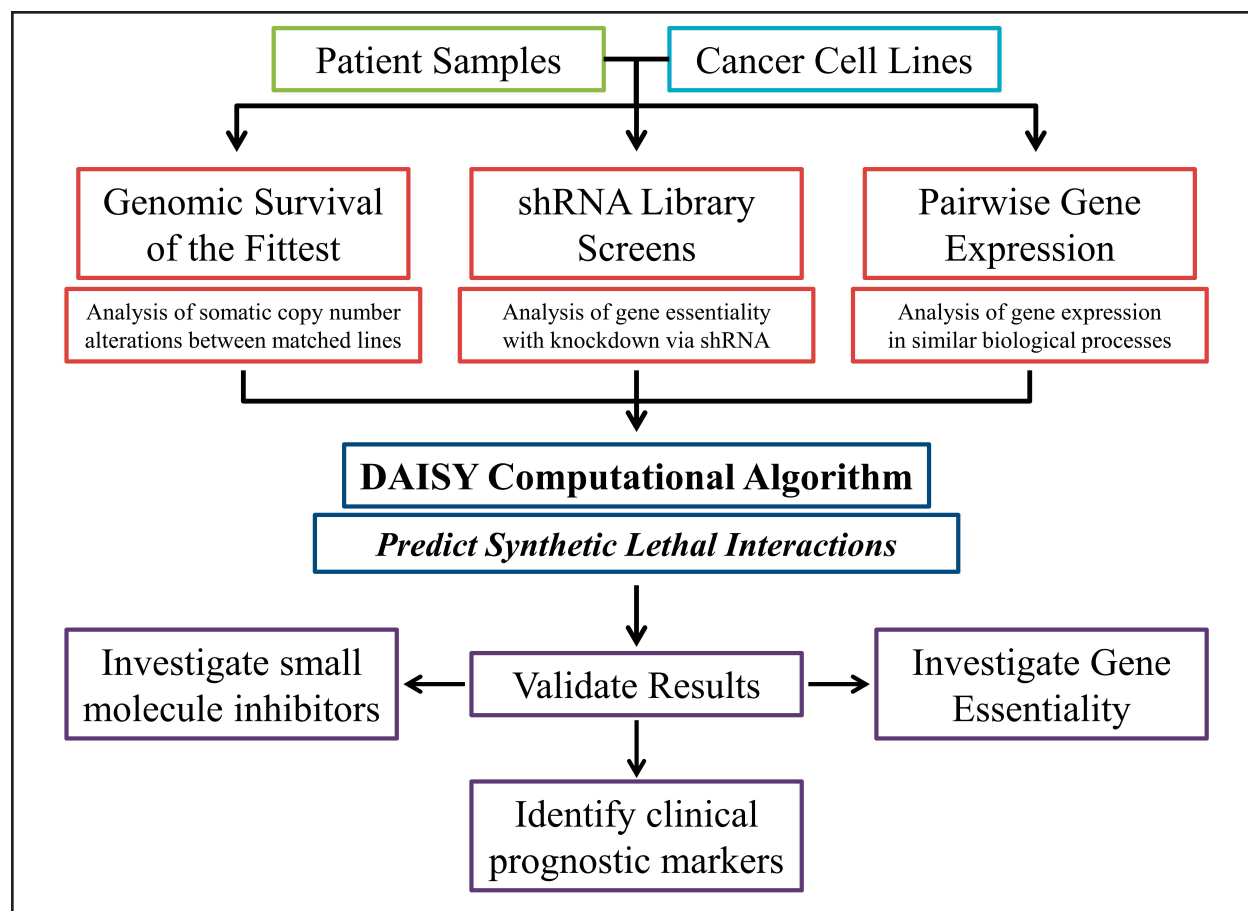 Patient Samples
Cancer Cell Lines
Genomic Survival
of the Fittest
Analysis of somatic copy number
alterations between matched lines
shRNA Library
Screens
Analysis of gene essentiality
with knockdown via shRNA
Pairwise Gene
Expression
Analysis of gene expression
in similar biological processes
DAISY Computational Algorithm
Predict Synthetic Lethal Interactions
Investigate small
molecule inhibitors
Validate Results
Investigate Gene
Essentiality
Identify clinical
prognostic markers